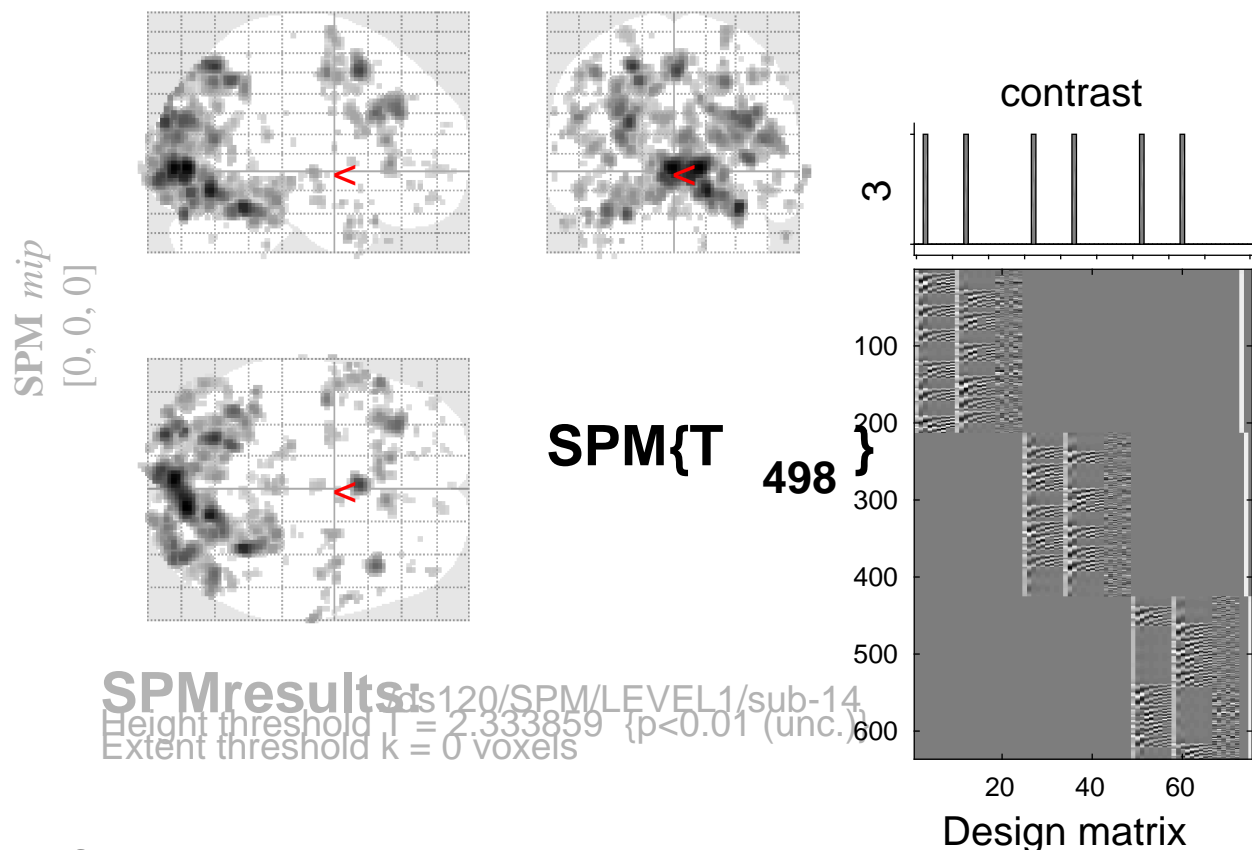 SPM mip
[0, 0, 0]
<
<
<
SPM{T498}
SPMresults: /ds120/SPM/LEVEL1/sub-14
Height threshold T = 2.333859 {p<0.01 (unc.)}
Extent threshold k = 0 voxels
contrast
3
100
200
300
400
500
600
20 40 60
Design matrix